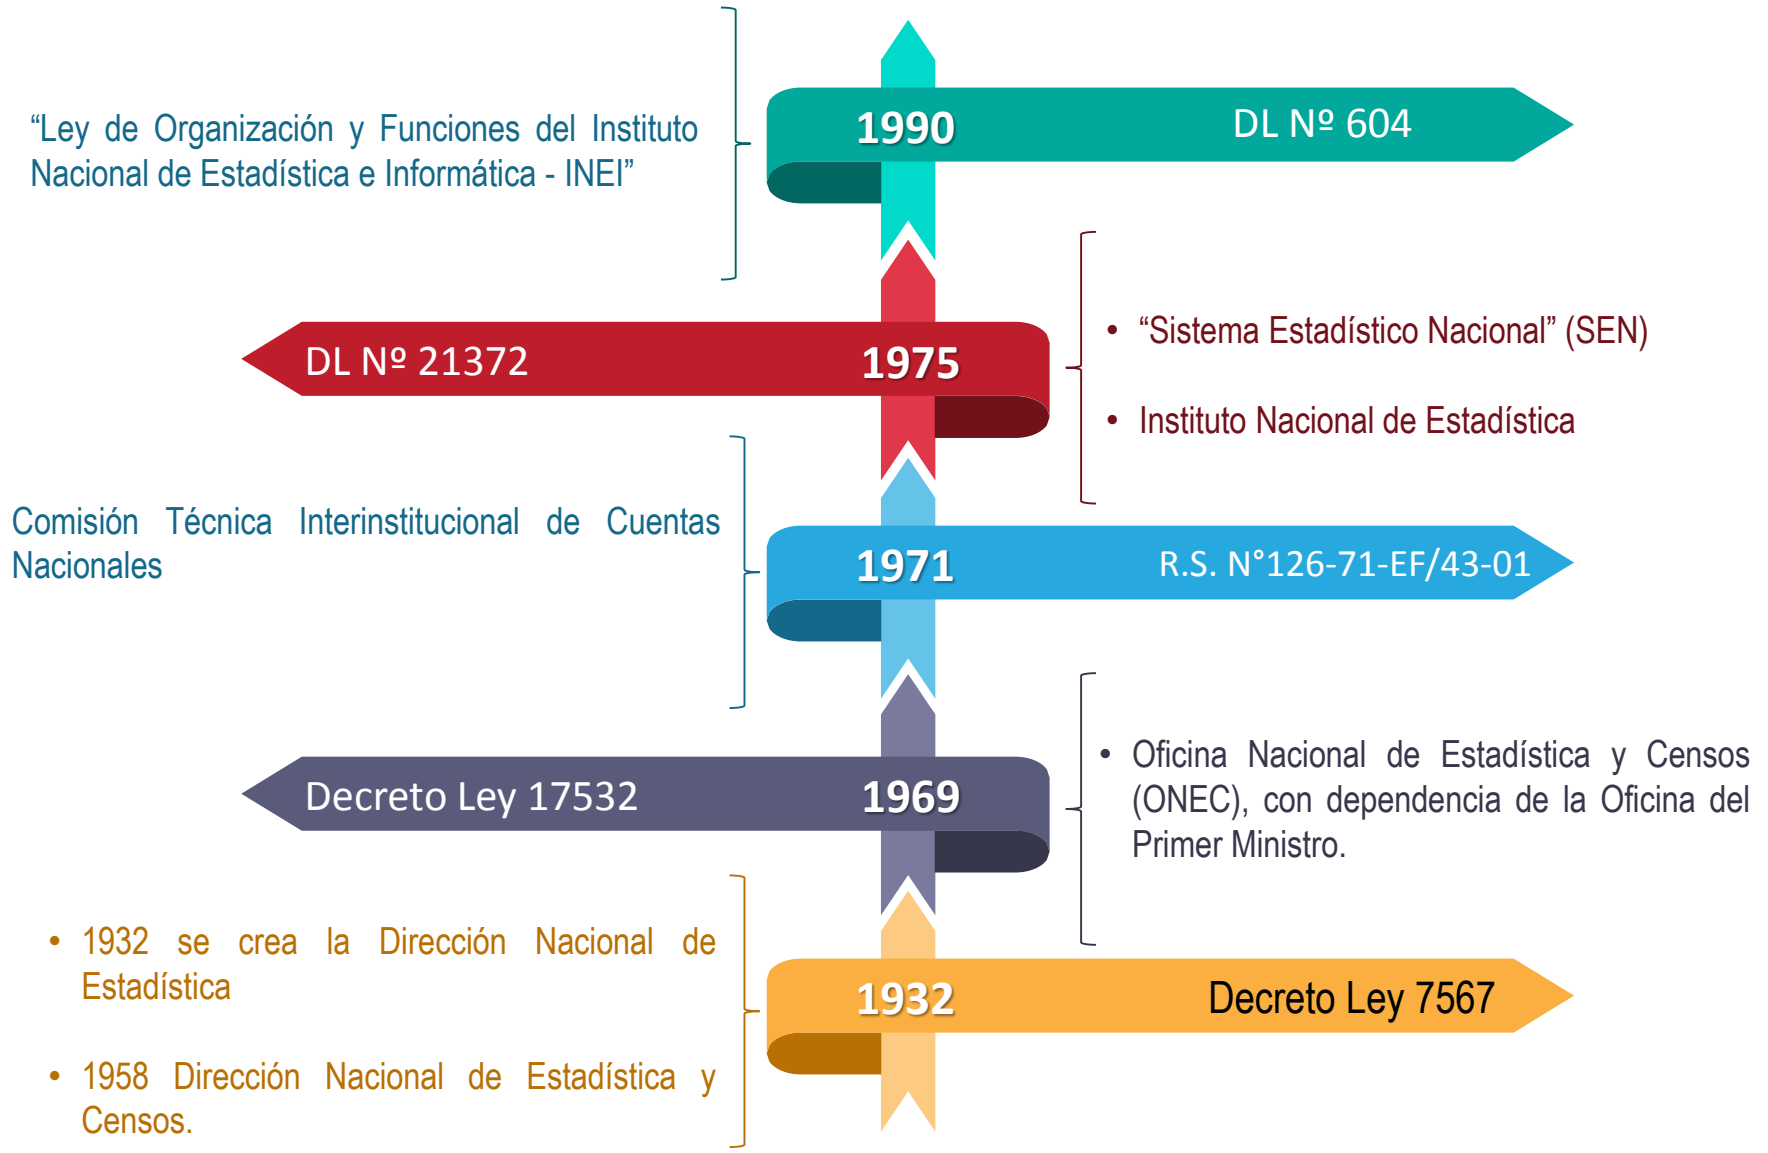 “Ley de Organización y Funciones del Instituto
Nacional de Estadística e Informática - INEI”
1990
DL Nº 604
DL Nº 21372
1975
• “Sistema Estadístico Nacional” (SEN)
• Instituto Nacional de Estadística
Comisión Técnica Interinstitucional de Cuentas
Nacionales
1971
R.S. N°126-71-EF/43-01
Decreto Ley 17532
1969
• Oficina Nacional de Estadística y Censos
(ONEC), con dependencia de la Oficina del
Primer Ministro.
• 1932 se crea la Dirección Nacional de
Estadística
• 1958 Dirección Nacional de Estadística y
Censos.
1932
Decreto Ley 7567